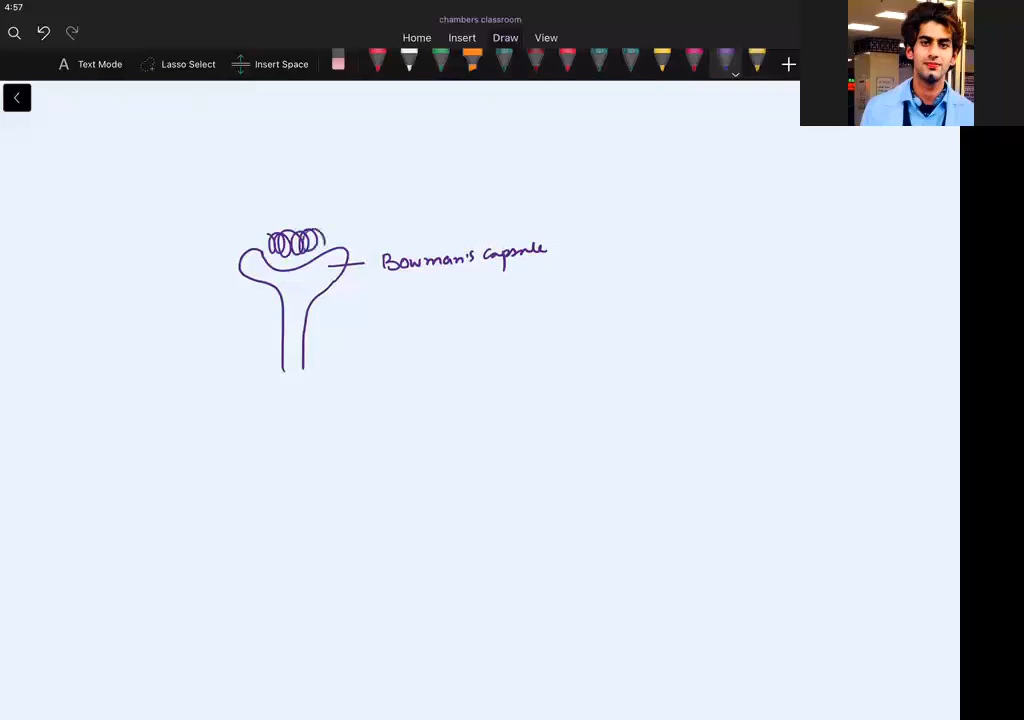 4:57
chambers classroom
Home Insert Draw View
A Text Mode Lasso Select Insert Space
Bowman's capsule